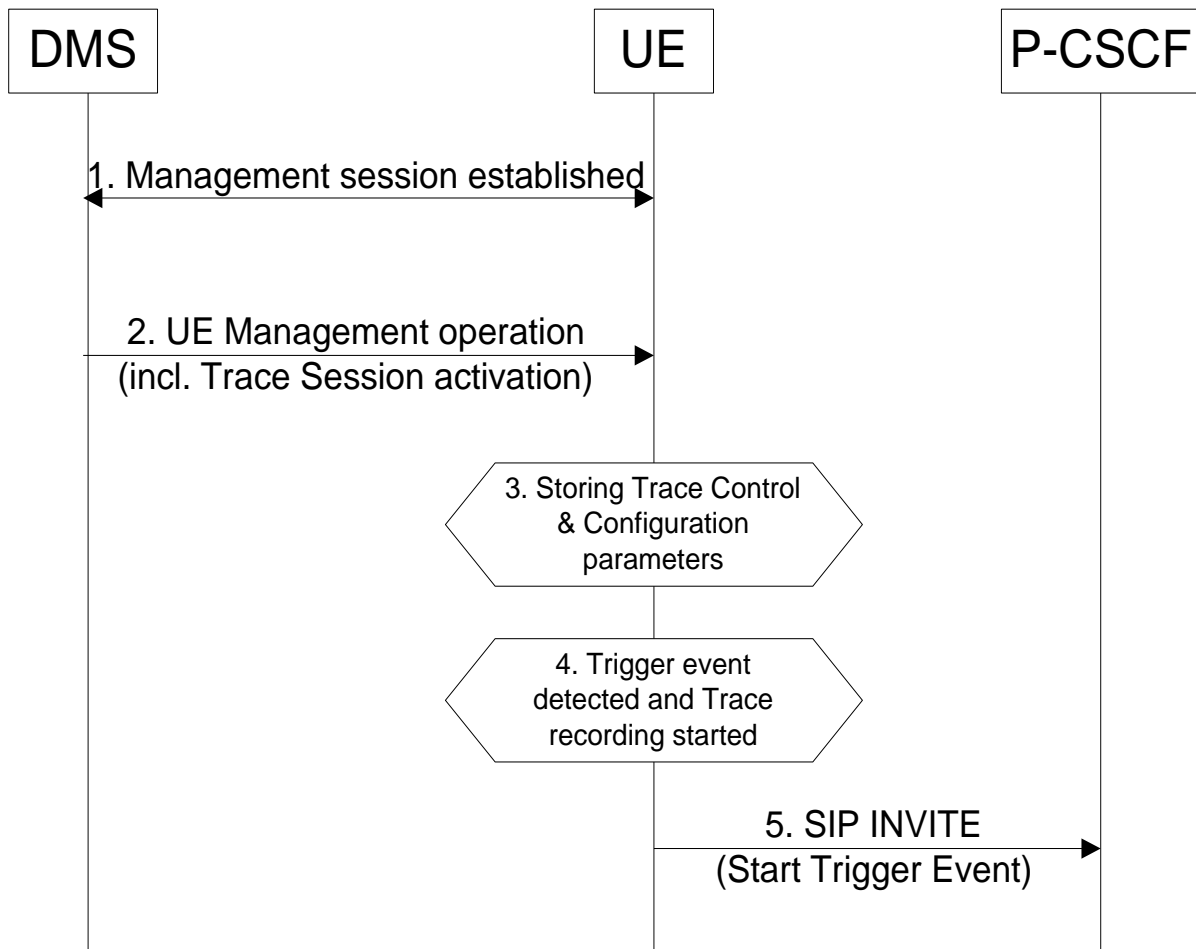 DMS
UE
P-CSCF
1. Management session established
2. UE Management operation
(incl. Trace Session activation)
3. Storing Trace Control
& Configuration
parameters
4. Trigger event
detected and Trace
recording started
5. SIP INVITE
(Start Trigger Event)